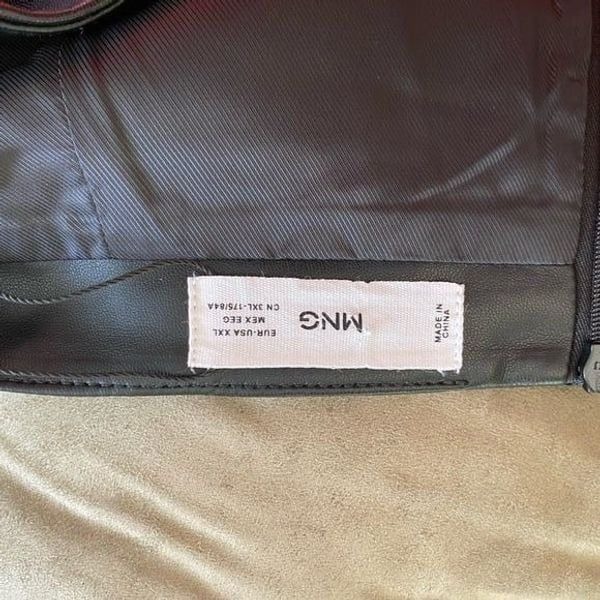 MNG
EUR-USA XXL
MEX EEG
CN 3XL-175/84A
MADE IN
CHINA